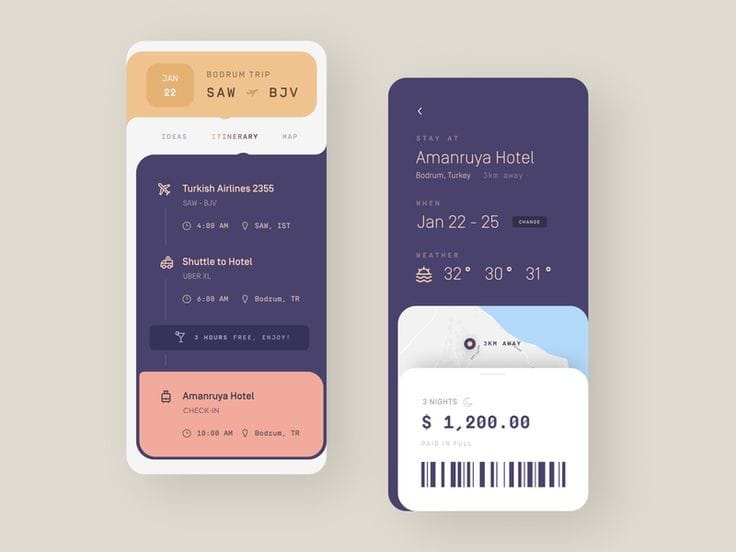 JAN
22
BODRUM TRIP
SAW BJV
IDEAS ITINERARY MAP
Turkish Airlines 2355
SAW - BJV
4:00 AM SAW, IST
Shuttle to Hotel
UBER XL
6:00 AM Bodrum, TR
3 HOURS FREE, ENJOY!
Amanruya Hotel
CHECK-IN
10:00 AM Bodrum, TR
STAY AT
Amanruya Hotel
Bodrum, Turkey 3km away
WHEN
Jan 22 - 25 CHANGE
WEATHER
32° 30° 31°
3KM AWAY
3 NIGHTS
$ 1,200.00
PAID IN FULL